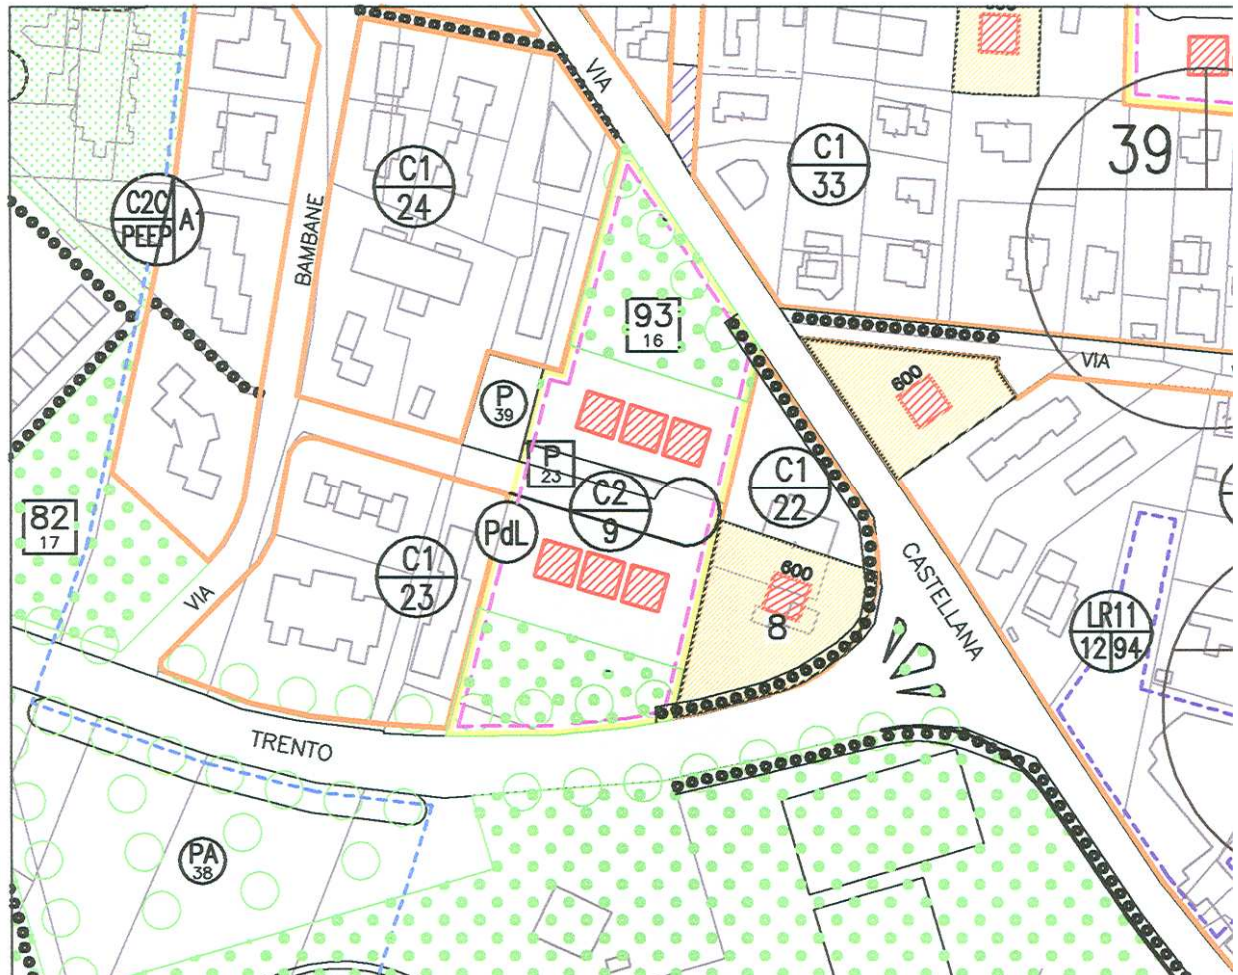 VIA
C1
24
C1
33
39
C2C
PEEP
A1
BAMBANE
93
16
VIA
P
39
600
P
23
C2
9
C1
22
82
17
PdL
C1
23
VIA
600
8
CASTELLANA
LR11
12 94
TRENTO
PA
38